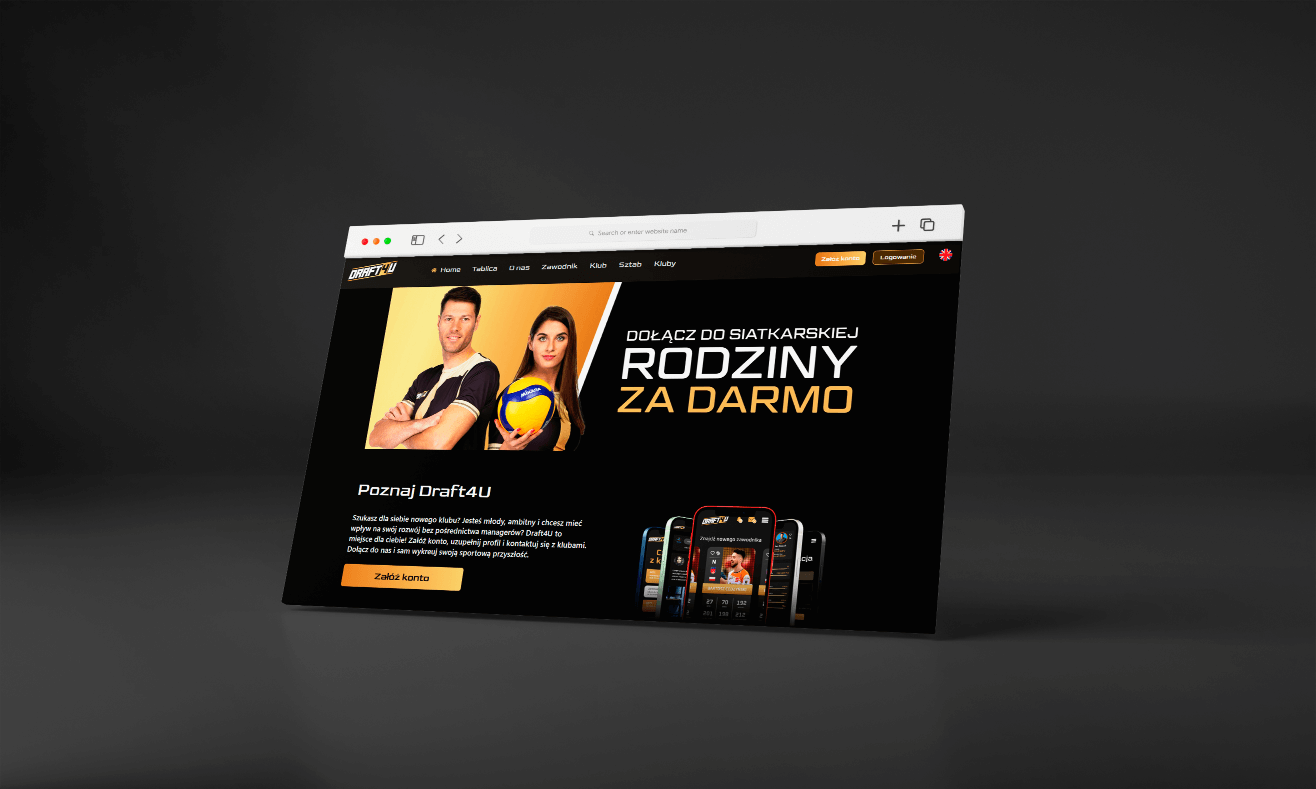 Search or enter website name
DRAFT4U
Home Tablica O nas Zawodnik Klub Sztab Kluby
Załóż konto Logowanie
MIKASA
DOŁĄCZ DO SIATKARSKIEJ
RODZINY
ZA DARMO
Poznaj Draft4U
Szukasz dla siebie nowego klubu? Jesteś młody, ambitny i chcesz mieć
wpływ na swój rozwój bez pośrednictwa managerów? Draft4U to
miejsce dla ciebie! Załóż konto, uzupełnij profil i kontaktuj się z klubami.
Dołącz do nas i sam wykreuj swoją sportową przyszłość.
Załóż konto
DRAFT4U
Znajdź nowego zawodnika
N
27 70 192